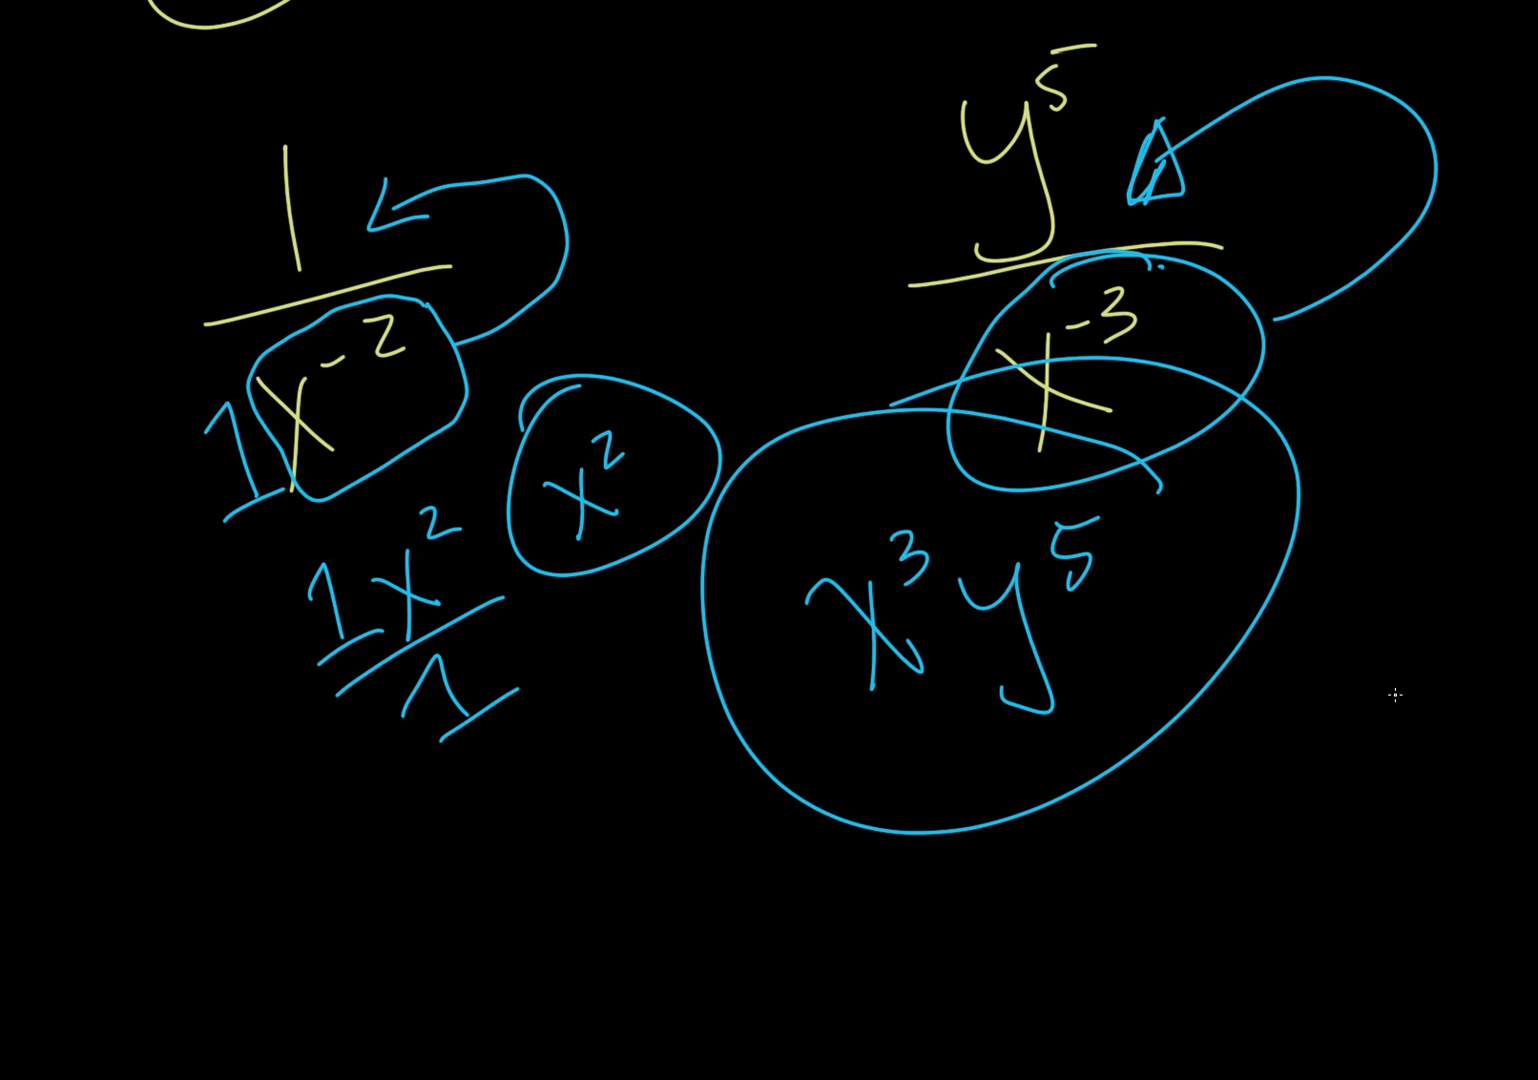 1
1x⁻²
x²
1x²
1
y⁵
x⁻³
x³y⁵